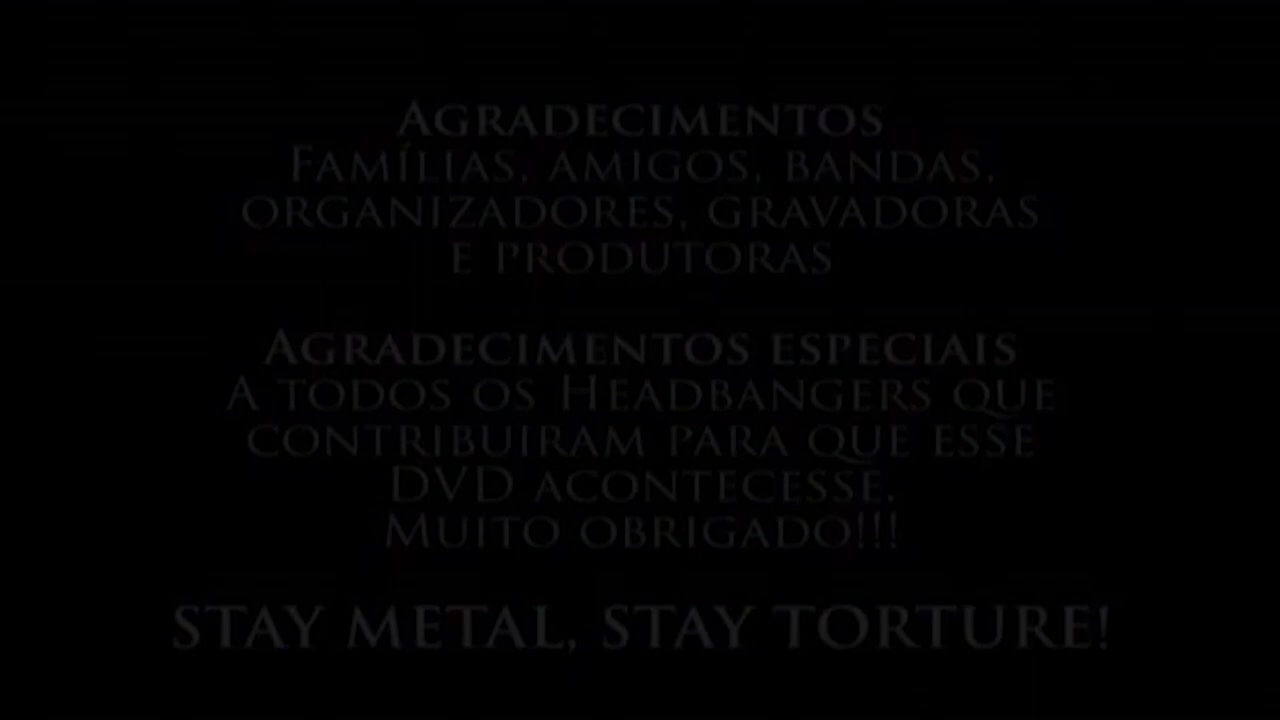 Agradecimentos
Famílias, amigos, bandas,
organizadores, gravadoras
e produtoras
Agradecimentos especiais
A todos os Headbangers que
contribuiram para que esse
DVD acontecesse.
Muito obrigado!!!
STAY METAL, STAY TORTURE!